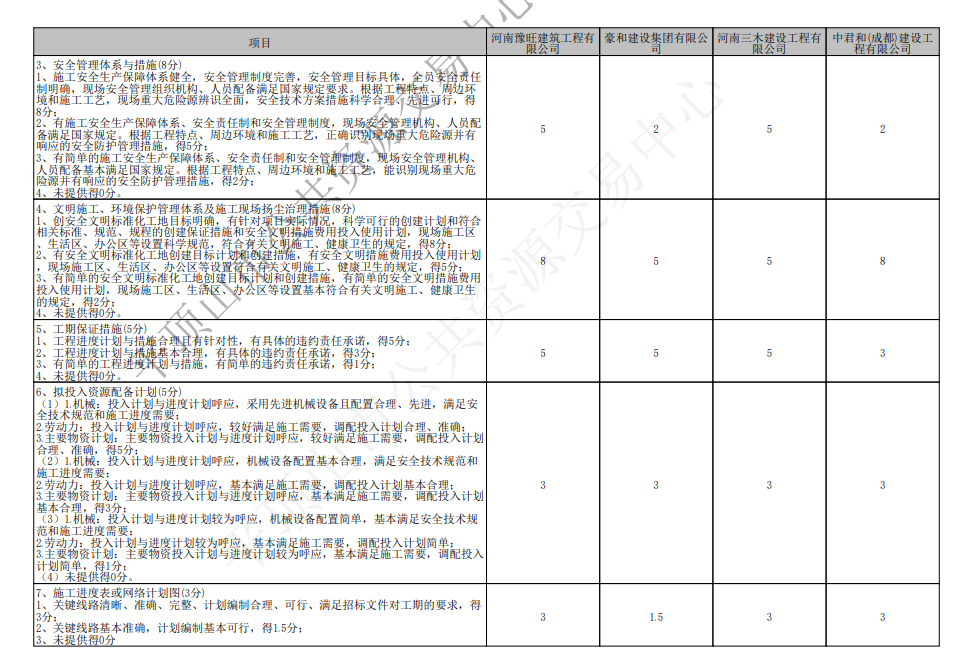 项目
河南豫旺建筑工程有
限公司
豪和建设集团有限公
司
河南三木建设工程有
限公司
中君和(成都)建设工
程有限公司
3、安全管理体系与措施(8分)
1、施工安全生产保障体系健全，安全管理制度完善，安全管理目标具体，全员安全责任
制明确，现场安全管理组织机构、人员配备满足国家规定要求。根据工程特点、周边环
境和施工工艺，现场重大危险源辨识全面，安全技术方案措施科学合理、先进可行，得
8分；
2、有施工安全生产保障体系、安全责任制和安全管理制度，现场安全管理机构、人员配
备满足国家规定。根据工程特点、周边环境和施工工艺，正确识别现场重大危险源并有
响应的安全防护管理措施，得5分；
3、有简单的施工安全生产保障体系、安全责任制和安全管理制度，现场安全管理机构、
人员配备基本满足国家规定。根据工程特点、周边环境和施工工艺，能识别现场重大危
险源并有响应的安全防护管理措施，得2分；
4、未提供得0分。
5
2
5
2
4、文明施工、环境保护管理体系及施工现场扬尘治理措施(8分)
1、创安全文明标准化工地目标明确，有针对项目实际情况，科学可行的创建计划和符合
相关标准、规范、规程的创建保证措施和安全文明措施费用投入使用计划，现场施工区
、生活区、办公区等设置科学规范，符合有关文明施工、健康卫生的规定，得8分；
2、有安全文明标准化工地创建目标计划和创建措施，有安全文明措施费用投入使用计划
，现场施工区、生活区、办公区等设置符合有关文明施工、健康卫生的规定，得5分；
3、有简单的安全文明标准化工地创建目标计划和创建措施，有简单的安全文明措施费用
投入使用计划，现场施工区、生活区、办公区等设置基本符合有关文明施工、健康卫生
的规定，得2分；
4、未提供得0分。
8
5
5
8
5、工期保证措施(5分)
1、工程进度计划与措施合理且有针对性，有具体的违约责任承诺，得5分；
2、工程进度计划与措施基本合理，有具体的违约责任承诺，得3分；
3、有简单的工程进度计划与措施，有简单的违约责任承诺，得1分；
4、未提供得0分。
5
5
5
3
6、拟投入资源配备计划(5分)
（1）1.机械：投入计划与进度计划呼应，采用先进机械设备且配置合理、先进，满足安
全技术规范和施工进度需要；
2.劳动力：投入计划与进度计划呼应，较好满足施工需要，调配投入计划合理、准确；
3.主要物资计划：主要物资投入计划与进度计划呼应，较好满足施工需要，调配投入计划
合理、准确，得5分；
（2）1.机械：投入计划与进度计划呼应，机械设备配置基本合理，满足安全技术规范和
施工进度需要；
2.劳动力：投入计划与进度计划呼应，基本满足施工需要，调配投入计划基本合理；
3.主要物资计划：主要物资投入计划与进度计划呼应，基本满足施工需要，调配投入计划
基本合理，得3分；
（3）1.机械：投入计划与进度计划较为呼应，机械设备配置简单，基本满足安全技术规
范和施工进度需要；
2.劳动力：投入计划与进度计划较为呼应，基本满足施工需要，调配投入计划简单；
3.主要物资计划：主要物资投入计划与进度计划较为呼应，基本满足施工需要，调配投入
计划简单，得1分；
（4）未提供得0分。
3
3
3
3
7、施工进度表或网络计划图(3分)
1、关键线路清晰、准确、完整、计划编制合理、可行、满足招标文件对工期的要求，得
3分；
2、关键线路基本准确，计划编制基本可行，得1.5分；
3、未提供得0分
3
1.5
3
3
平顶山市公共资源交易中心
平顶山公共资源交易中心